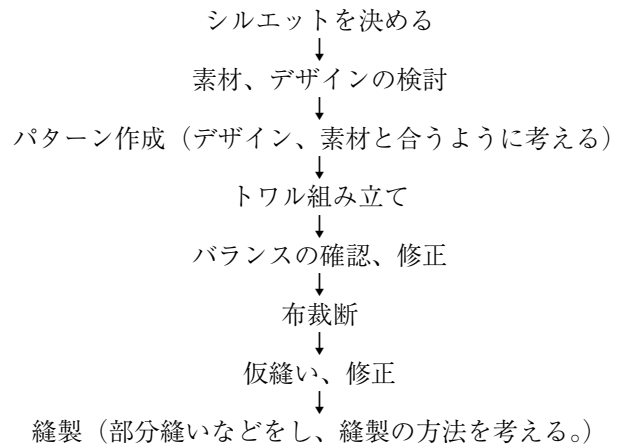 シルエットを決める
素材、デザインの検討
パターン作成（デザイン、素材と合うように考える）
トワル組み立て
バランスの確認、修正
布裁断
仮縫い、修正
縫製（部分縫いなどをし、縫製の方法を考える。）